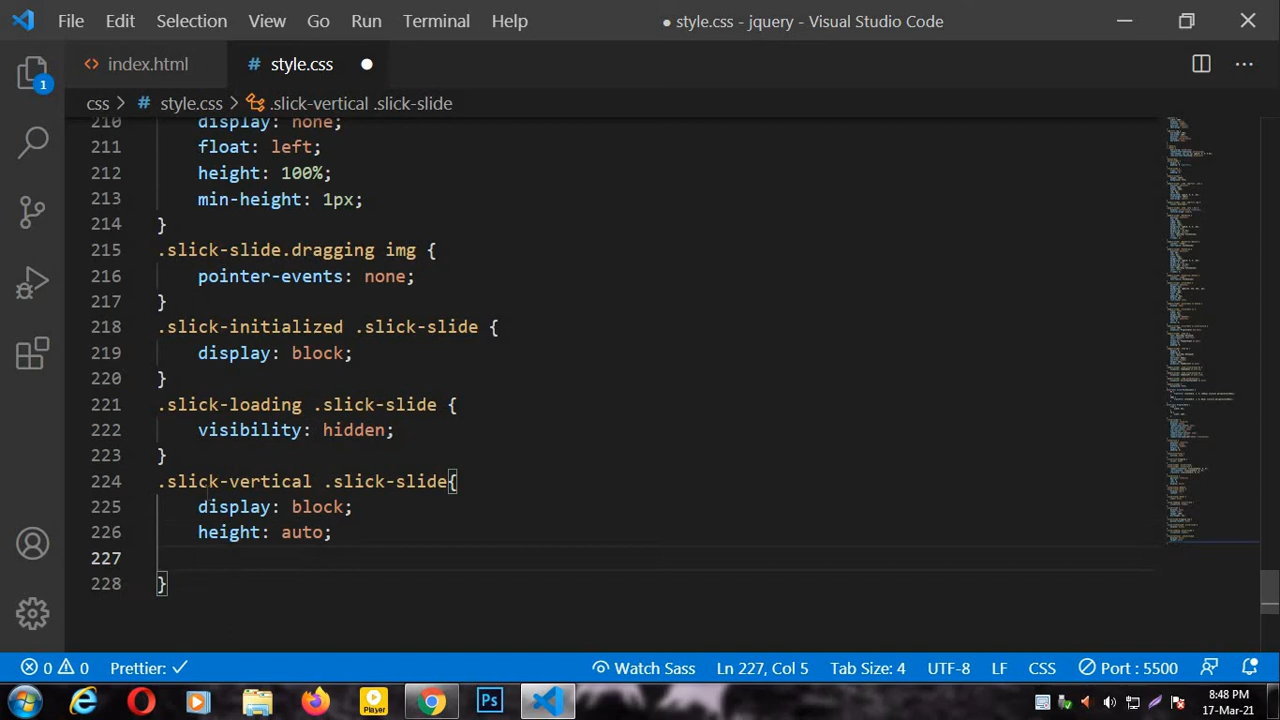 File Edit Selection View Go Run Terminal Help ● style.css - jquery - Visual Studio Code
index.html # style.css
css > # style.css > .slick-vertical .slick-slide
1
210 display: none;
211 float: left;
212 height: 100%;
213 min-height: 1px;
214 }
215 .slick-slide.dragging img {
216 pointer-events: none;
217 }
218 .slick-initialized .slick-slide {
219 display: block;
220 }
221 .slick-loading .slick-slide {
222 visibility: hidden;
223 }
224 .slick-vertical .slick-slide{
225 display: block;
226 height: auto;
227
228 }
0 0 Prettier: ✓ Watch Sass Ln 227, Col 5 Tab Size: 4 UTF-8 LF CSS Port : 5500
Player Ps 8:48 PM
17-Mar-21